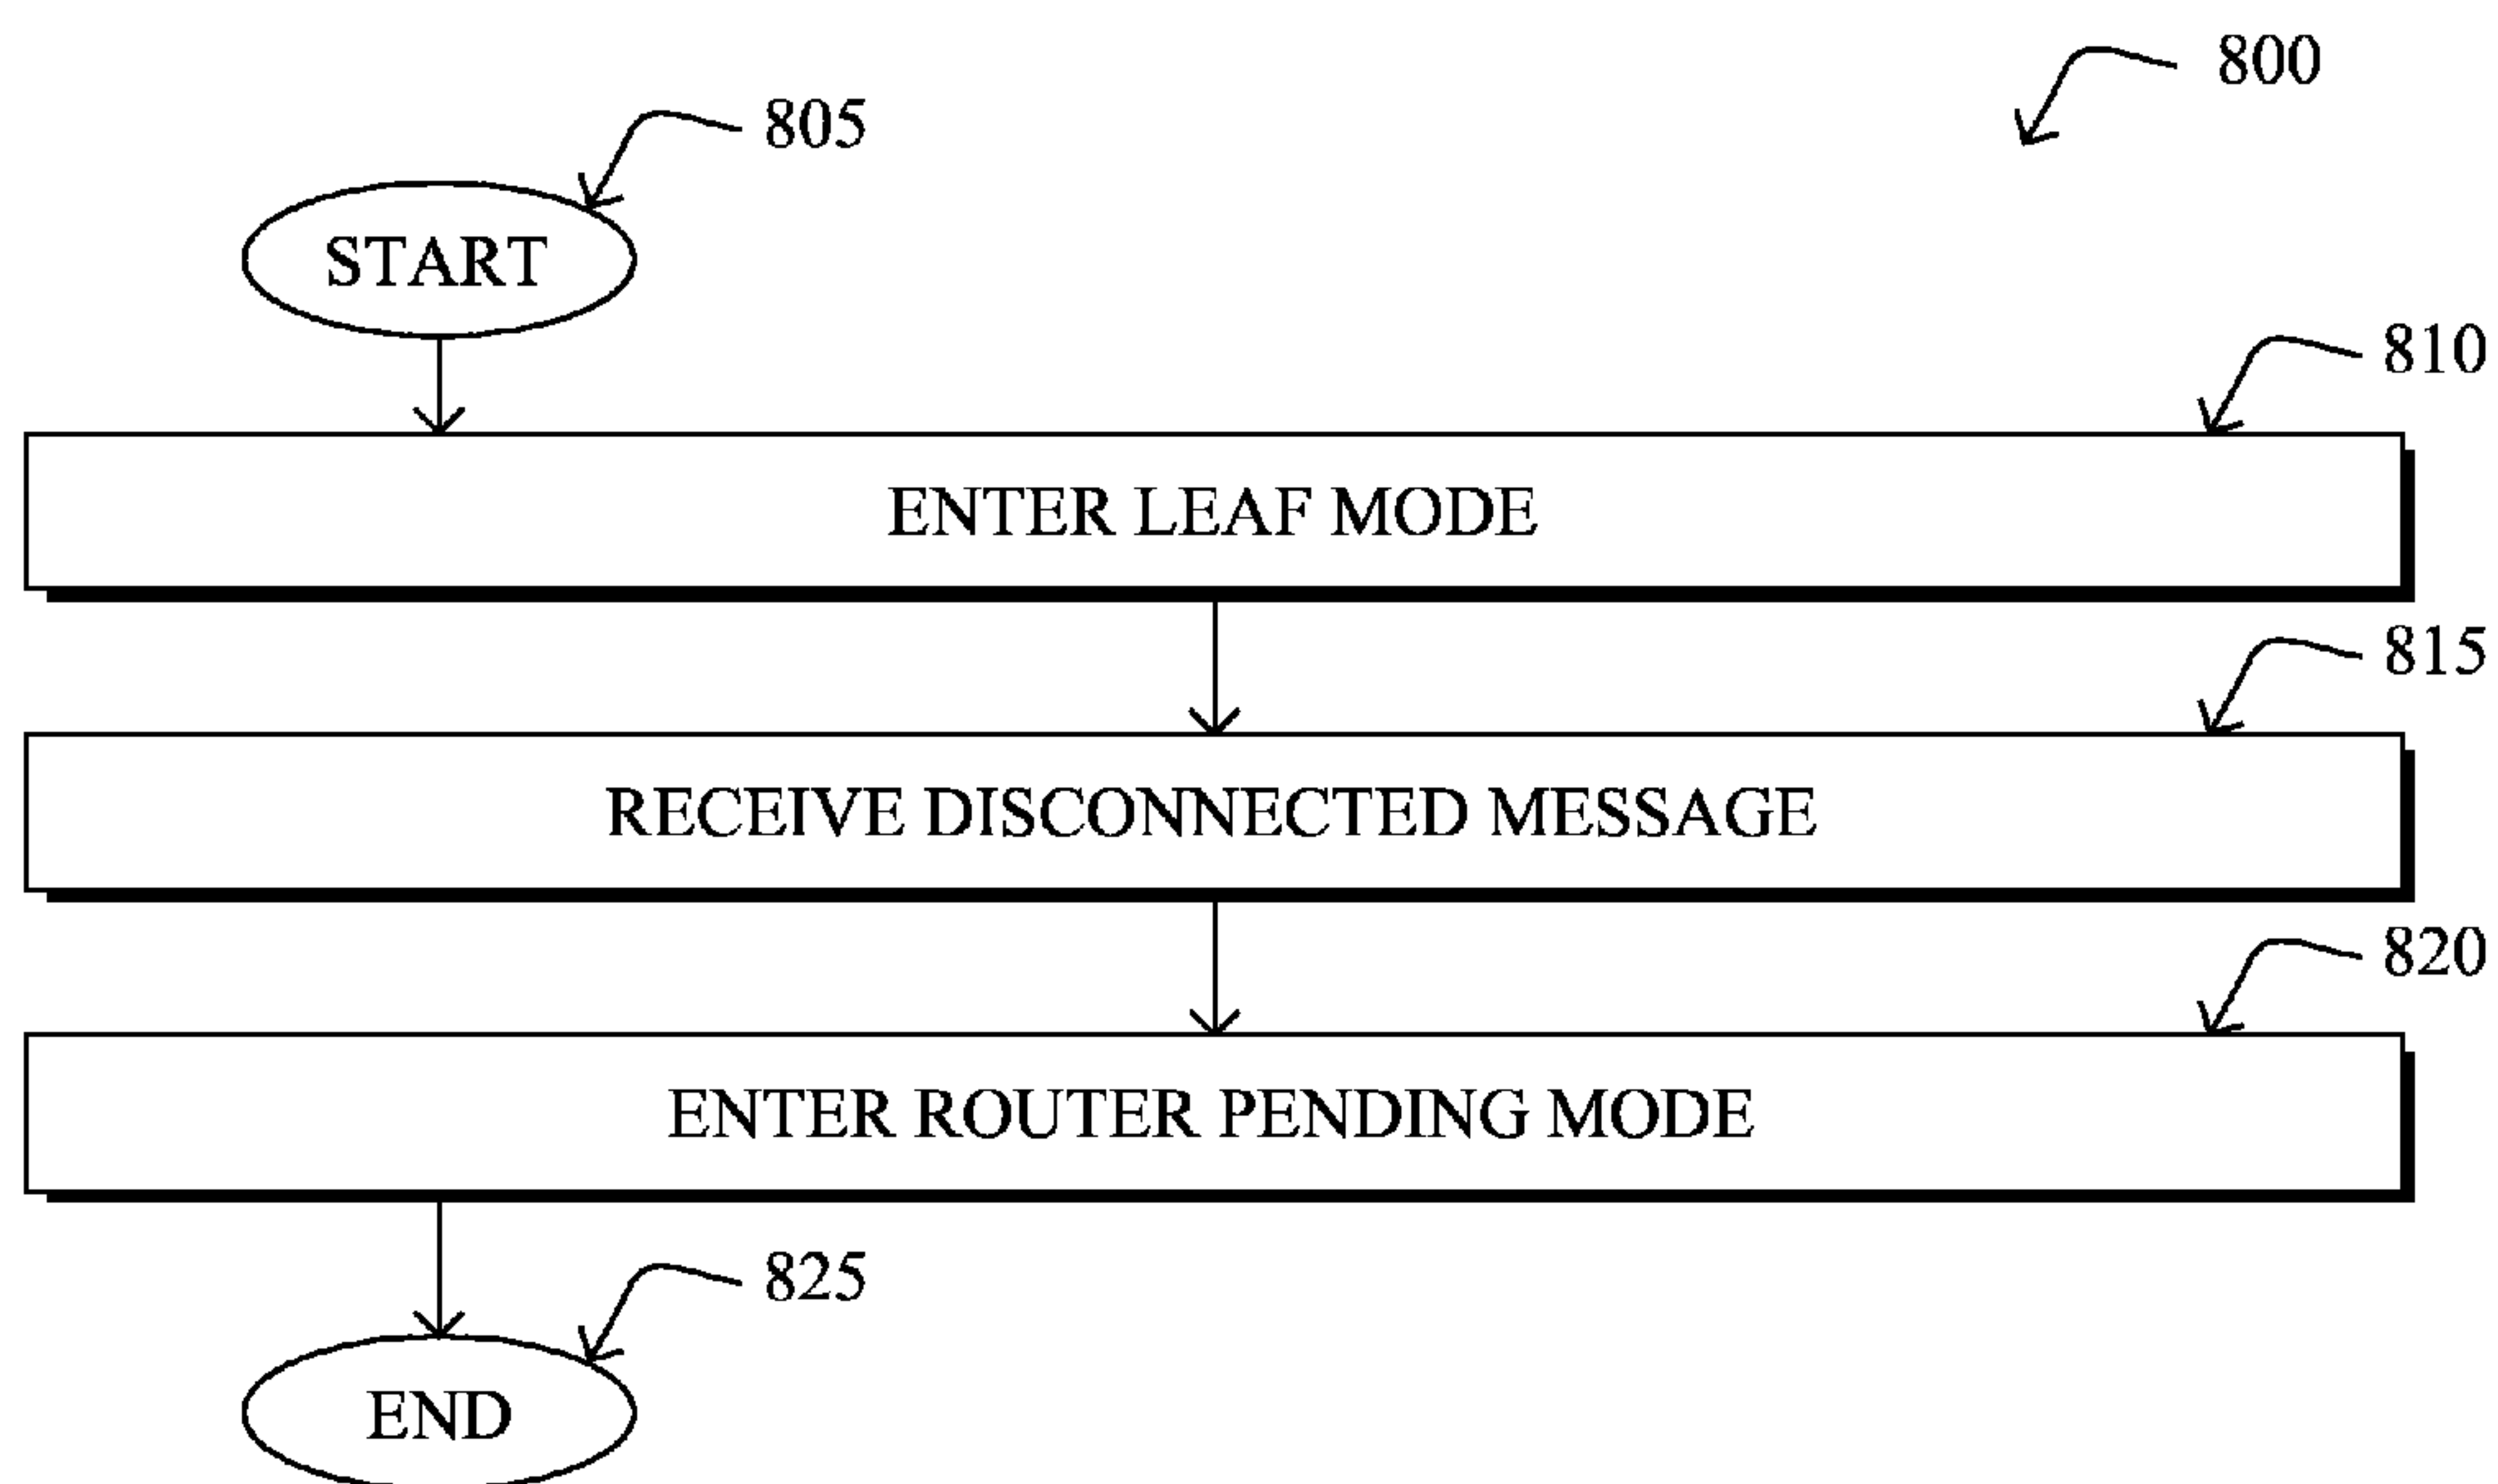 800
805
START
810
ENTER LEAF MODE
815
RECEIVE DISCONNECTED MESSAGE
820
ENTER ROUTER PENDING MODE
825
END